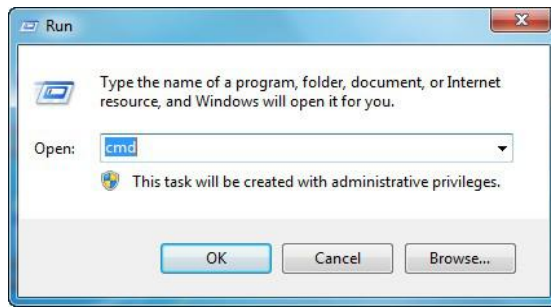 Run
Type the name of a program, folder, document, or Internet
resource, and Windows will open it for you.
Open: cmd
This task will be created with administrative privileges.
OK Cancel Browse...